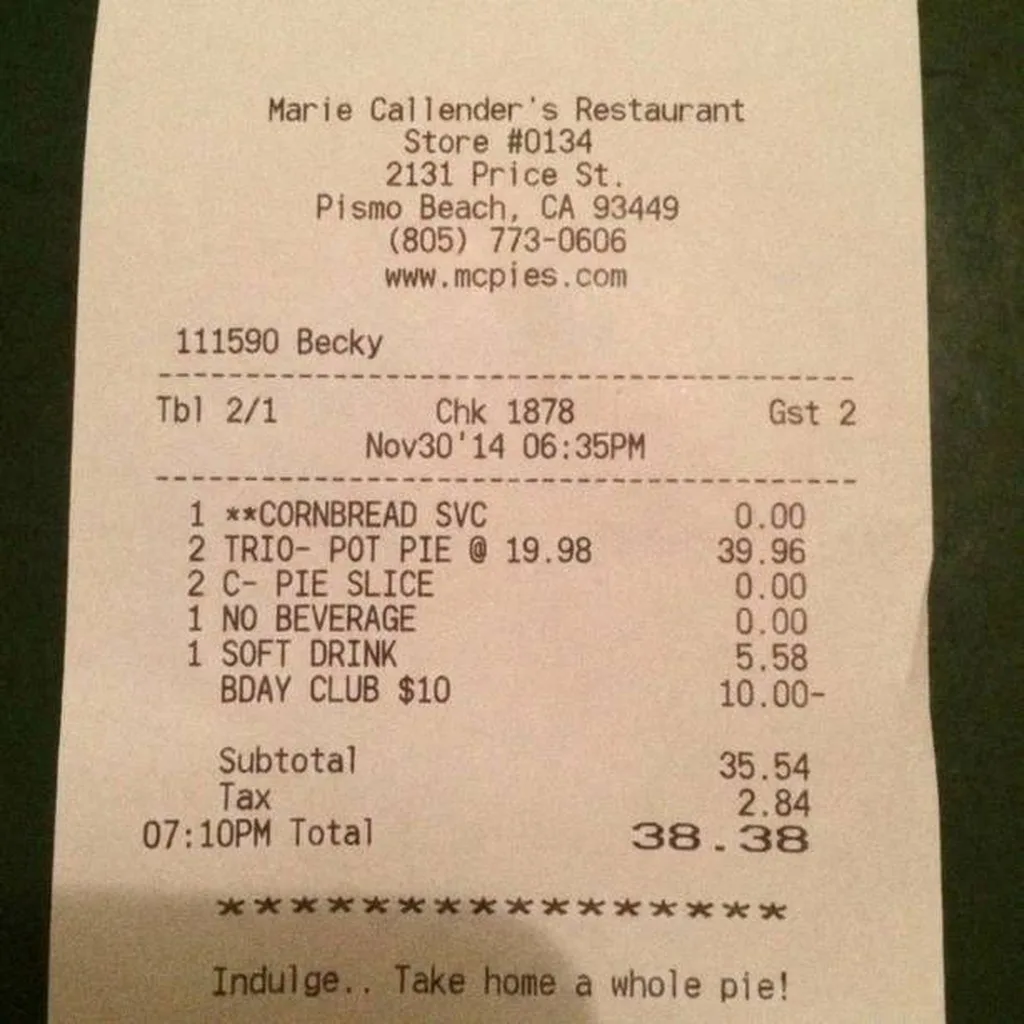 Marie Callender's Restaurant
Store #0134
2131 Price St.
Pismo Beach, CA 93449
(805) 773-0606
www.mcpies.com
111590 Becky
----------------------------------------
Tbl 2/1 Chk 1878 Gst 2
Nov30'14 06:35PM
----------------------------------------
1 **CORNBREAD SVC 0.00
2 TRIO- POT PIE @ 19.98 39.96
2 C- PIE SLICE 0.00
1 NO BEVERAGE 0.00
1 SOFT DRINK 5.58
BDAY CLUB $10 10.00-
Subtotal 35.54
Tax 2.84
07:10PM Total 38.38
****************
Indulge.. Take home a whole pie!